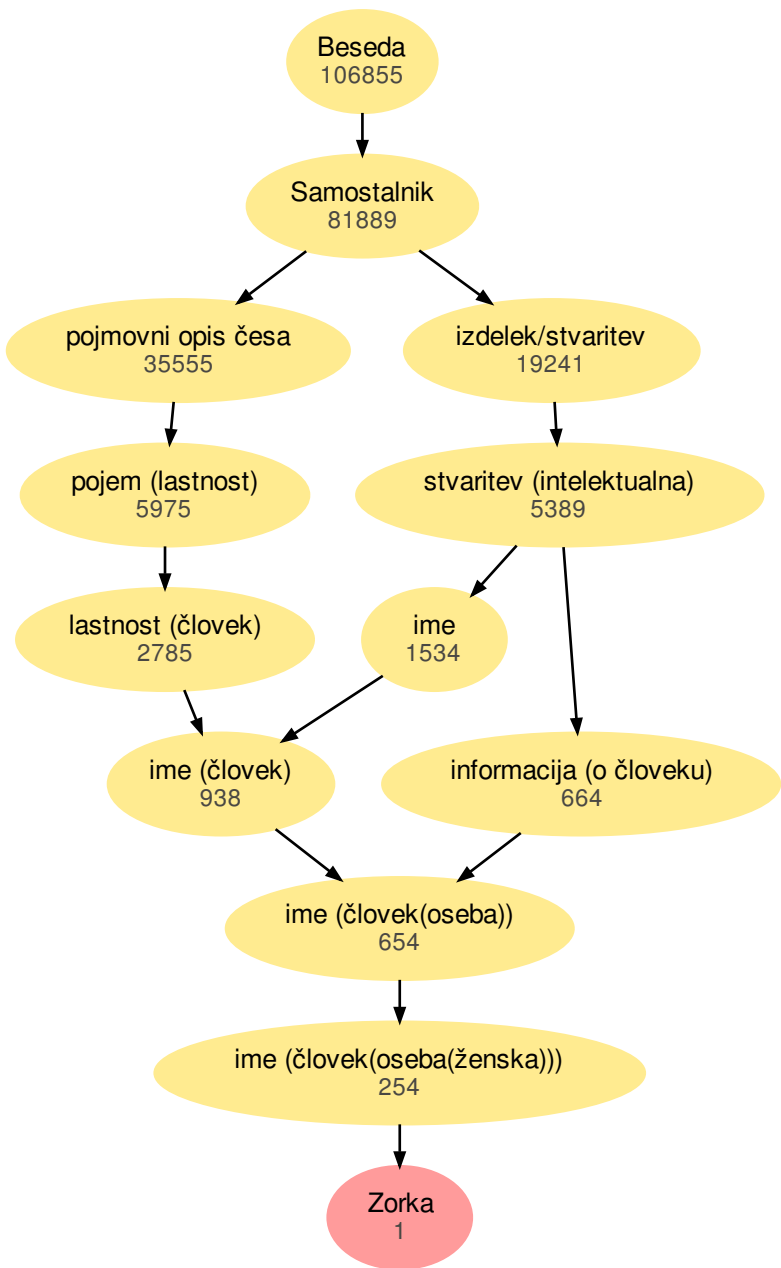 Beseda
106855
Samostalnik
81889
pojmovni opis česa
35555
izdelek/stvaritev
19241
pojem (lastnost)
5975
stvaritev (intelektualna)
5389
lastnost (človek)
2785
ime
1534
ime (človek)
938
informacija (o človeku)
664
ime (človek(oseba))
654
ime (človek(oseba(ženska)))
254
Zorka
1